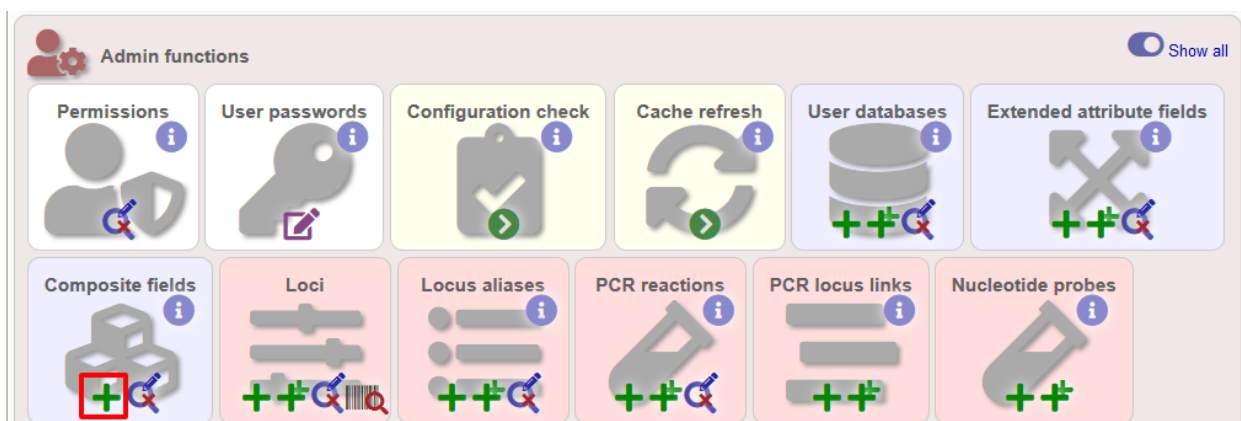 Admin functions
Show all
Permissions
User passwords
Configuration check
Cache refresh
User databases
Extended attribute fields
Composite fields
Loci
Locus aliases
PCR reactions
PCR locus links
Nucleotide probes